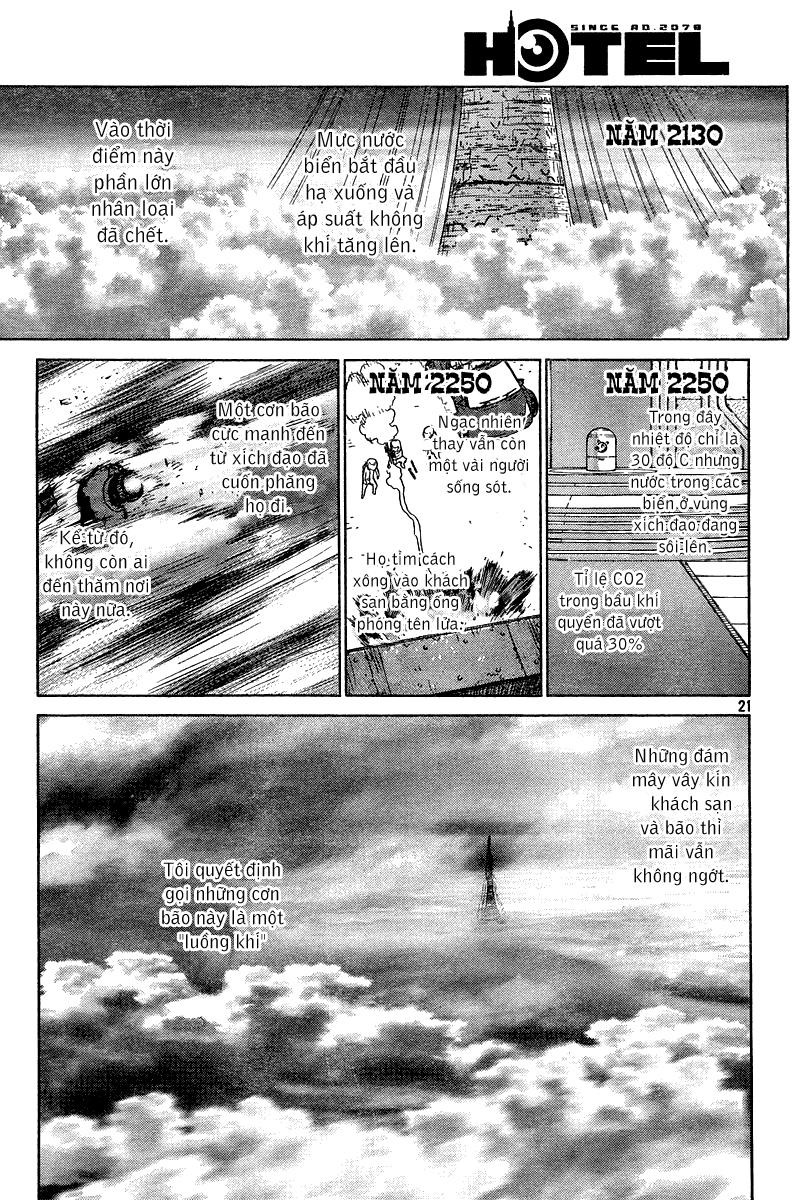 SINCE AD.2079
HOTEL
NĂM 2130
Mực nước
biển bắt đầu
hạ xuống và
áp suất không
khí tăng lên.
Vào thời
điểm này
phần lớn
nhân loại
đã chết.
NĂM 2250
Trong đây
nhiệt độ chỉ là
30 độ C nhưng
nước trong các
biển ở vùng
xích đạo đang
sôi lên.
Tỉ lệ CO2
trong bầu khí
quyển đã vượt
quá 30%
NĂM 2250
Ngạc nhiên
thay vẫn còn
một vài người
sống sót.
Họ tìm cách
xông vào khách
sạn bằng ống
phóng tên lửa.
Một cơn bão
cực mạnh đến
từ xích đạo đã
cuốn phăng
họ đi.
Kể từ đó,
không còn ai
đến thăm nơi
này nữa.
21
Những đám
mây vây kín
khách sạn
và bão thì
mãi vẫn
không ngớt.
Tôi quyết định
gọi những cơn
bão này là một
"luồng khí"